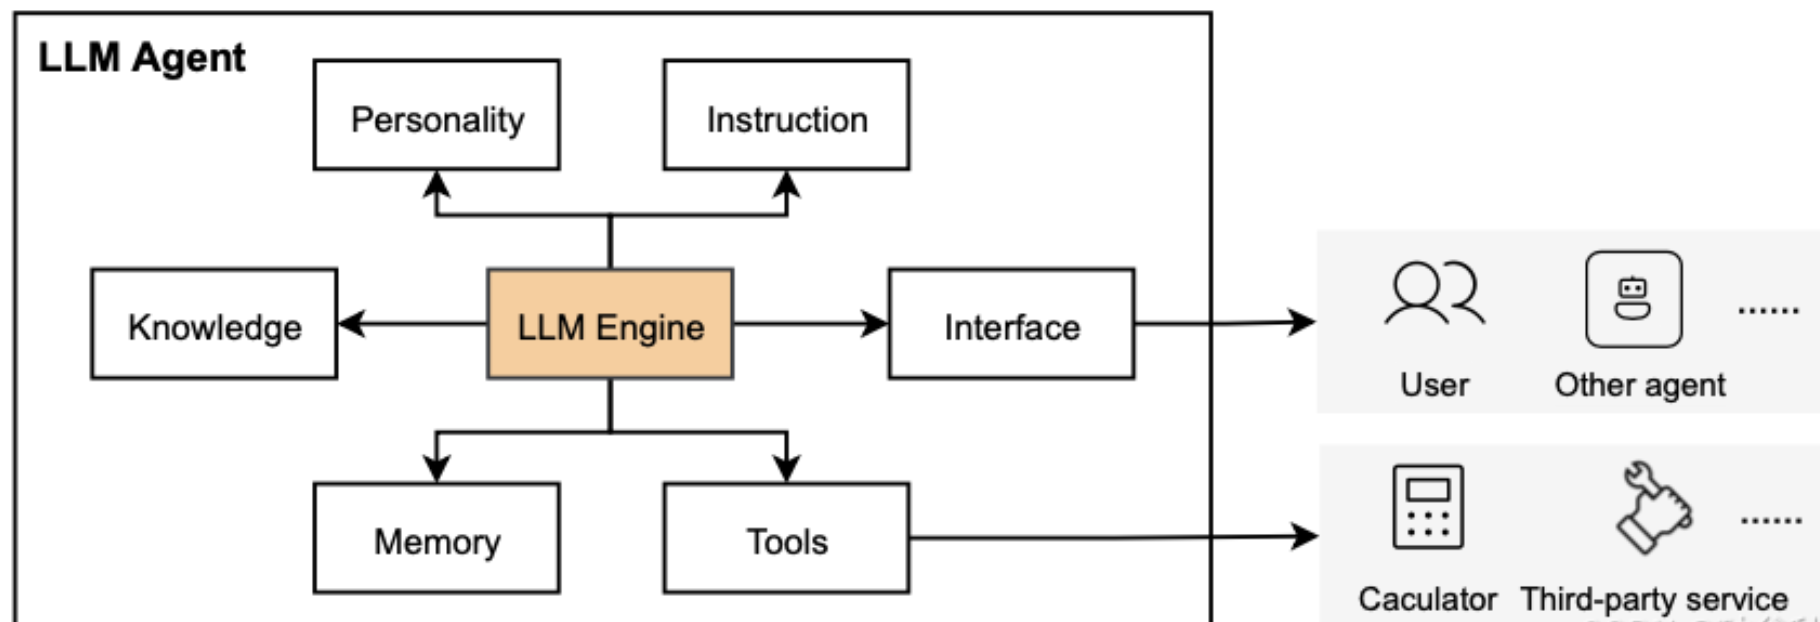 LLM Agent
Personality
Instruction
Knowledge
LLM Engine
Interface
User
Other agent
......
Memory
Tools
Caculator
Third-party service
......